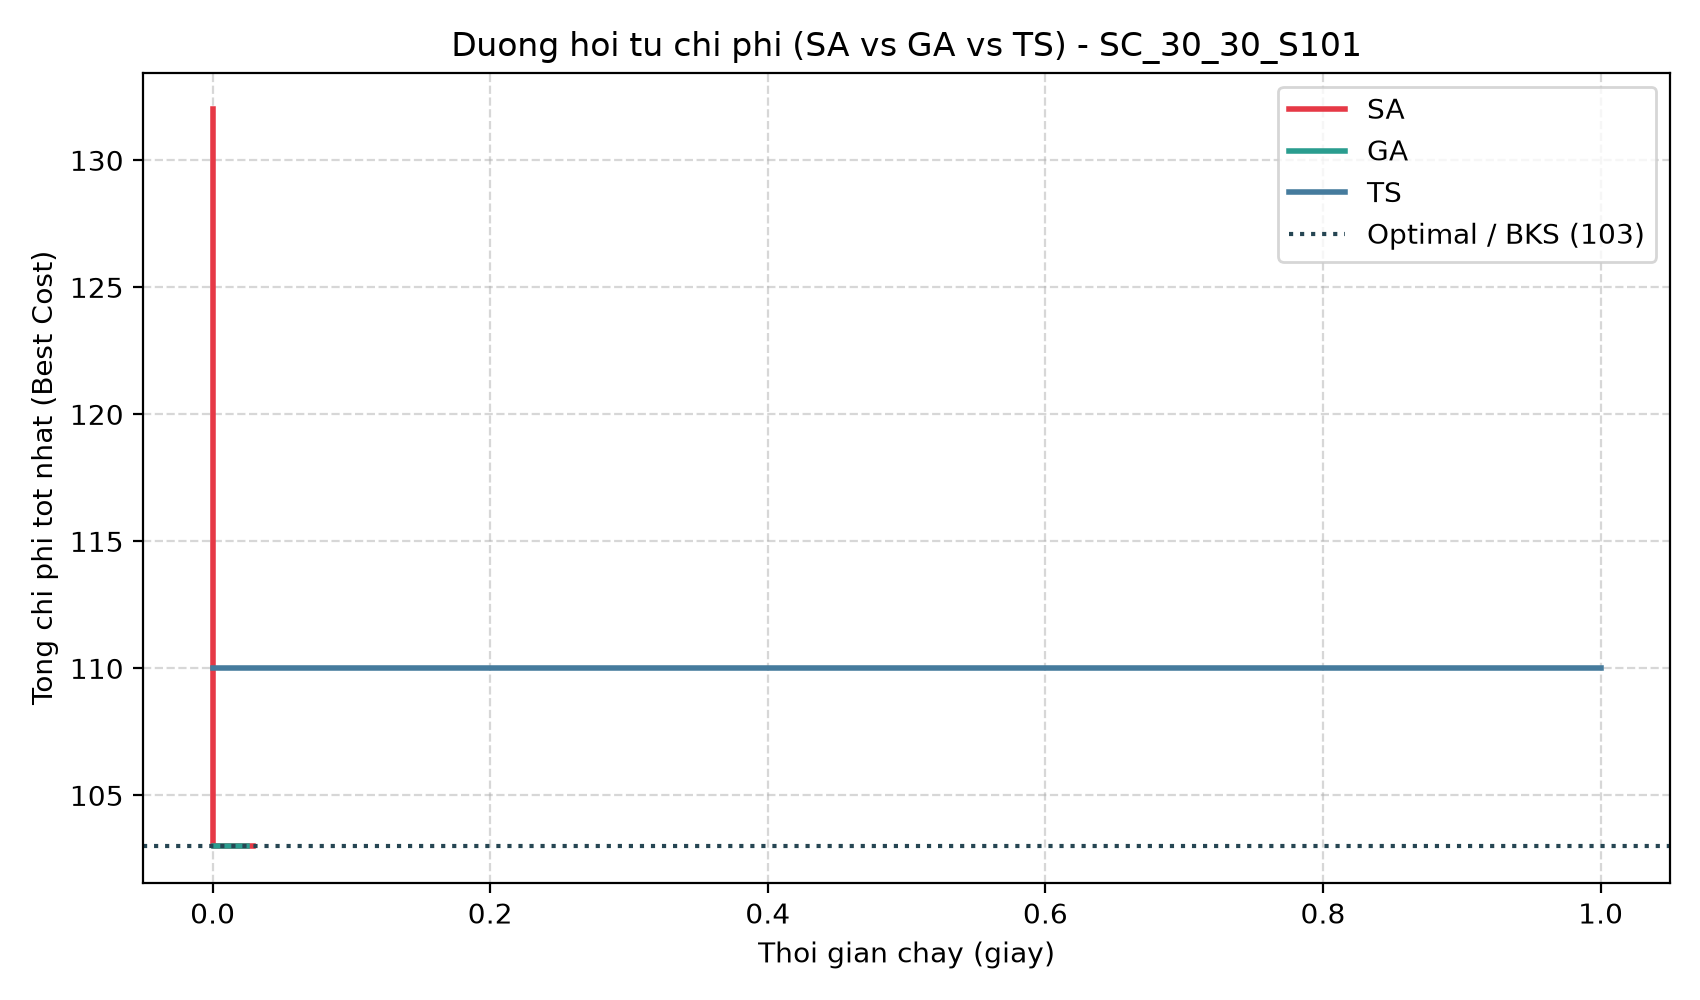 Duong hoi tu chi phi (SA vs GA vs TS) - SC_30_30_S101
SA
GA
TS
Optimal / BKS (103)
Tong chi phi tot nhat (Best Cost)
130
125
120
115
110
105
0.0 0.2 0.4 0.6 0.8 1.0
Thoi gian chay (giay)